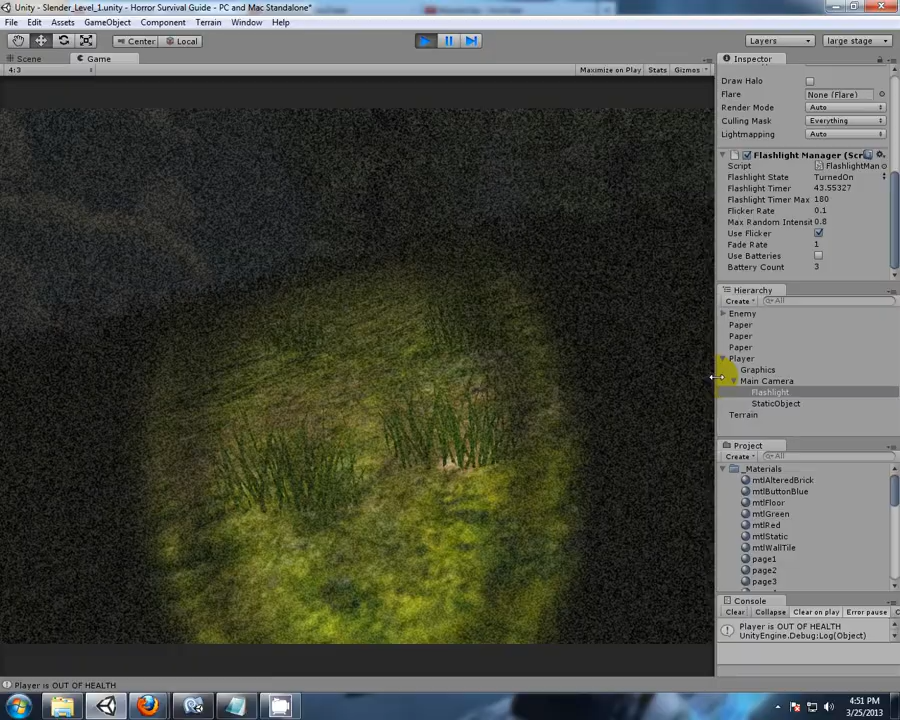 Unity - Slender_Level_1.unity - Horror Survival Guide - PC and Mac Standalone*
File Edit Assets GameObject Component Terrain Window Help
Center Local Layers large stage
Scene Game Inspector
4:3 Maximize on Play Stats Gizmos
Draw Halo
Flare None (Flare)
Render Mode Auto
Culling Mask Everything
Lightmapping Auto
Flashlight Manager (Scr
Script FlashlightMan
Flashlight State TurnedOn
Flashlight Timer 43.55327
Flashlight Timer Max 180
Flicker Rate 0.1
Max Random Intensit 0.8
Use Flicker
Fade Rate 1
Use Batteries
Battery Count 3
Hierarchy
Create All
Enemy
Paper
Paper
Paper
Player
Graphics
Main Camera
Flashlight
StaticObject
Terrain
Project
Create All
_Materials
mtlAlteredBrick
mtlButtonBlue
mtlFloor
mtlGreen
mtlRed
mtlStatic
mtlWallTile
page1
page2
page3
Console
Clear Collapse Clear on play Error pause
Player is OUT OF HEALTH
UnityEngine.Debug:Log(Object)
Player is OUT OF HEALTH
4:51 PM
3/25/2013